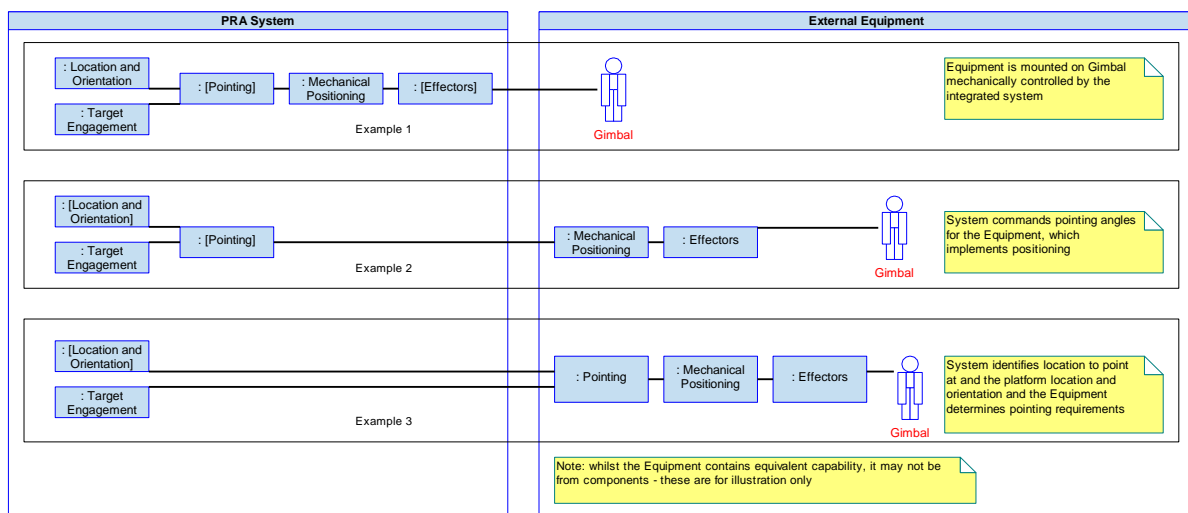 PRA System
External Equipment
: Location and
Orientation
: [Pointing]
: Mechanical
Positioning
: [Effectors]
: Target
Engagement
Example 1
Gimbal
Equipment is mounted on Gimbal
mechanically controlled by the
integrated system
: [Location and
Orientation]
: [Pointing]
: Target
Engagement
Example 2
: Mechanical
Positioning
: Effectors
Gimbal
System commands pointing angles
for the Equipment, which
implements positioning
: [Location and
Orientation]
: Target
Engagement
Example 3
: Pointing
: Mechanical
Positioning
: Effectors
Gimbal
System identifies location to point
at and the platform location and
orientation and the Equipment
determines pointing requirements
Note: whilst the Equipment contains equivalent capability, it may not be
from components - these are for illustration only